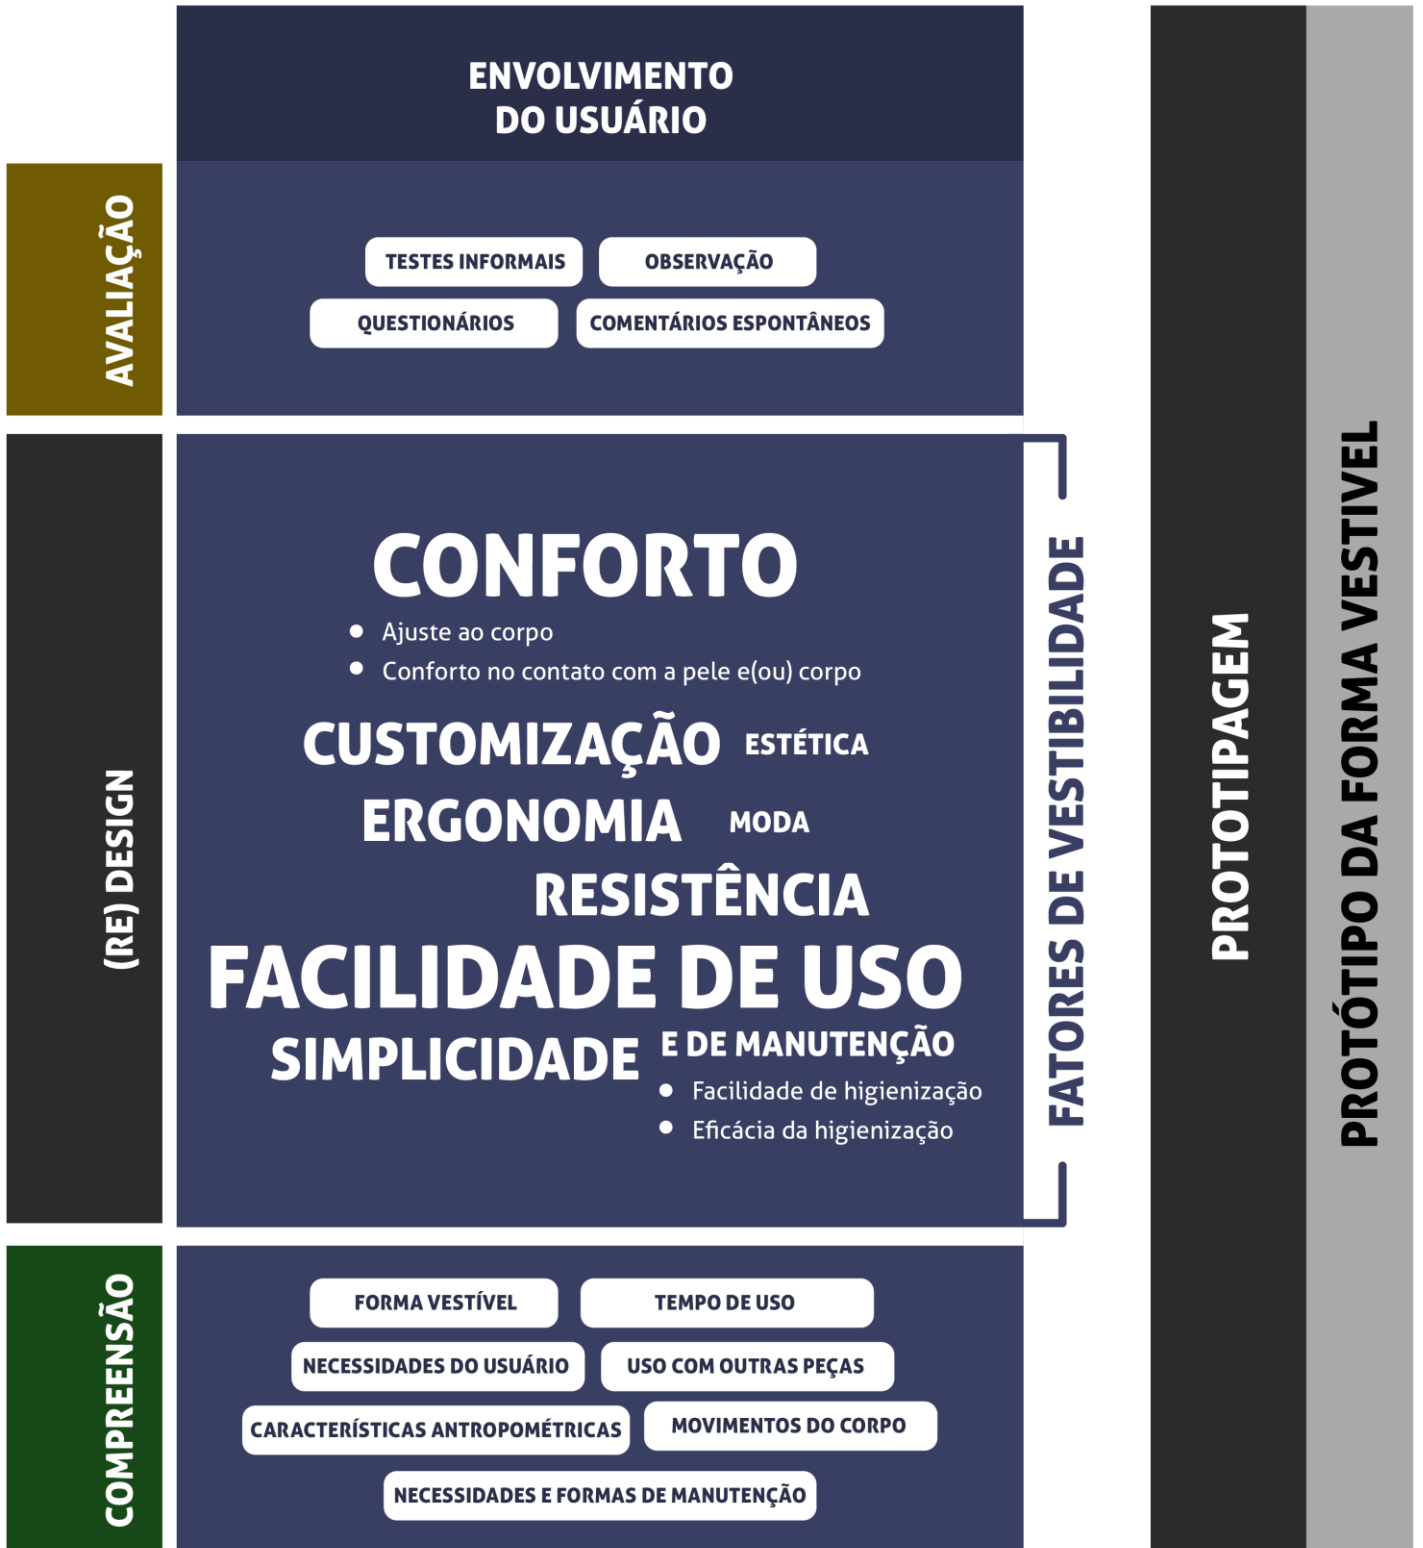 ENVOLVIMENTO
DO USUÁRIO
AVALIAÇÃO
TESTES INFORMAIS
OBSERVAÇÃO
QUESTIONÁRIOS
COMENTÁRIOS ESPONTÂNEOS
(RE) DESIGN
CONFORTO
Ajuste ao corpo
Conforto no contato com a pele e(ou) corpo
CUSTOMIZAÇÃO
ESTÉTICA
ERGONOMIA
MODA
RESISTÊNCIA
FACILIDADE DE USO
SIMPLICIDADE
E DE MANUTENÇÃO
Facilidade de higienização
Eficácia da higienização
FATORES DE VESTIBILIDADE
COMPREENSÃO
FORMA VESTÍVEL
TEMPO DE USO
NECESSIDADES DO USUÁRIO
USO COM OUTRAS PEÇAS
CARACTERÍSTICAS ANTROPOMÉTRICAS
MOVIMENTOS DO CORPO
NECESSIDADES E FORMAS DE MANUTENÇÃO
PROTOTIPAGEM
PROTÓTIPO DA FORMA VESTIVEL